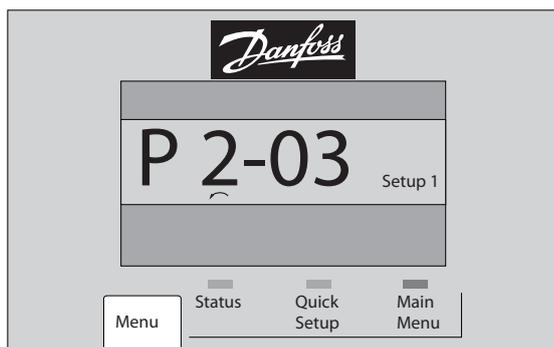 Danfoss
P 2-03
Setup 1
Menu
Status
Quick
Setup
Main
Menu